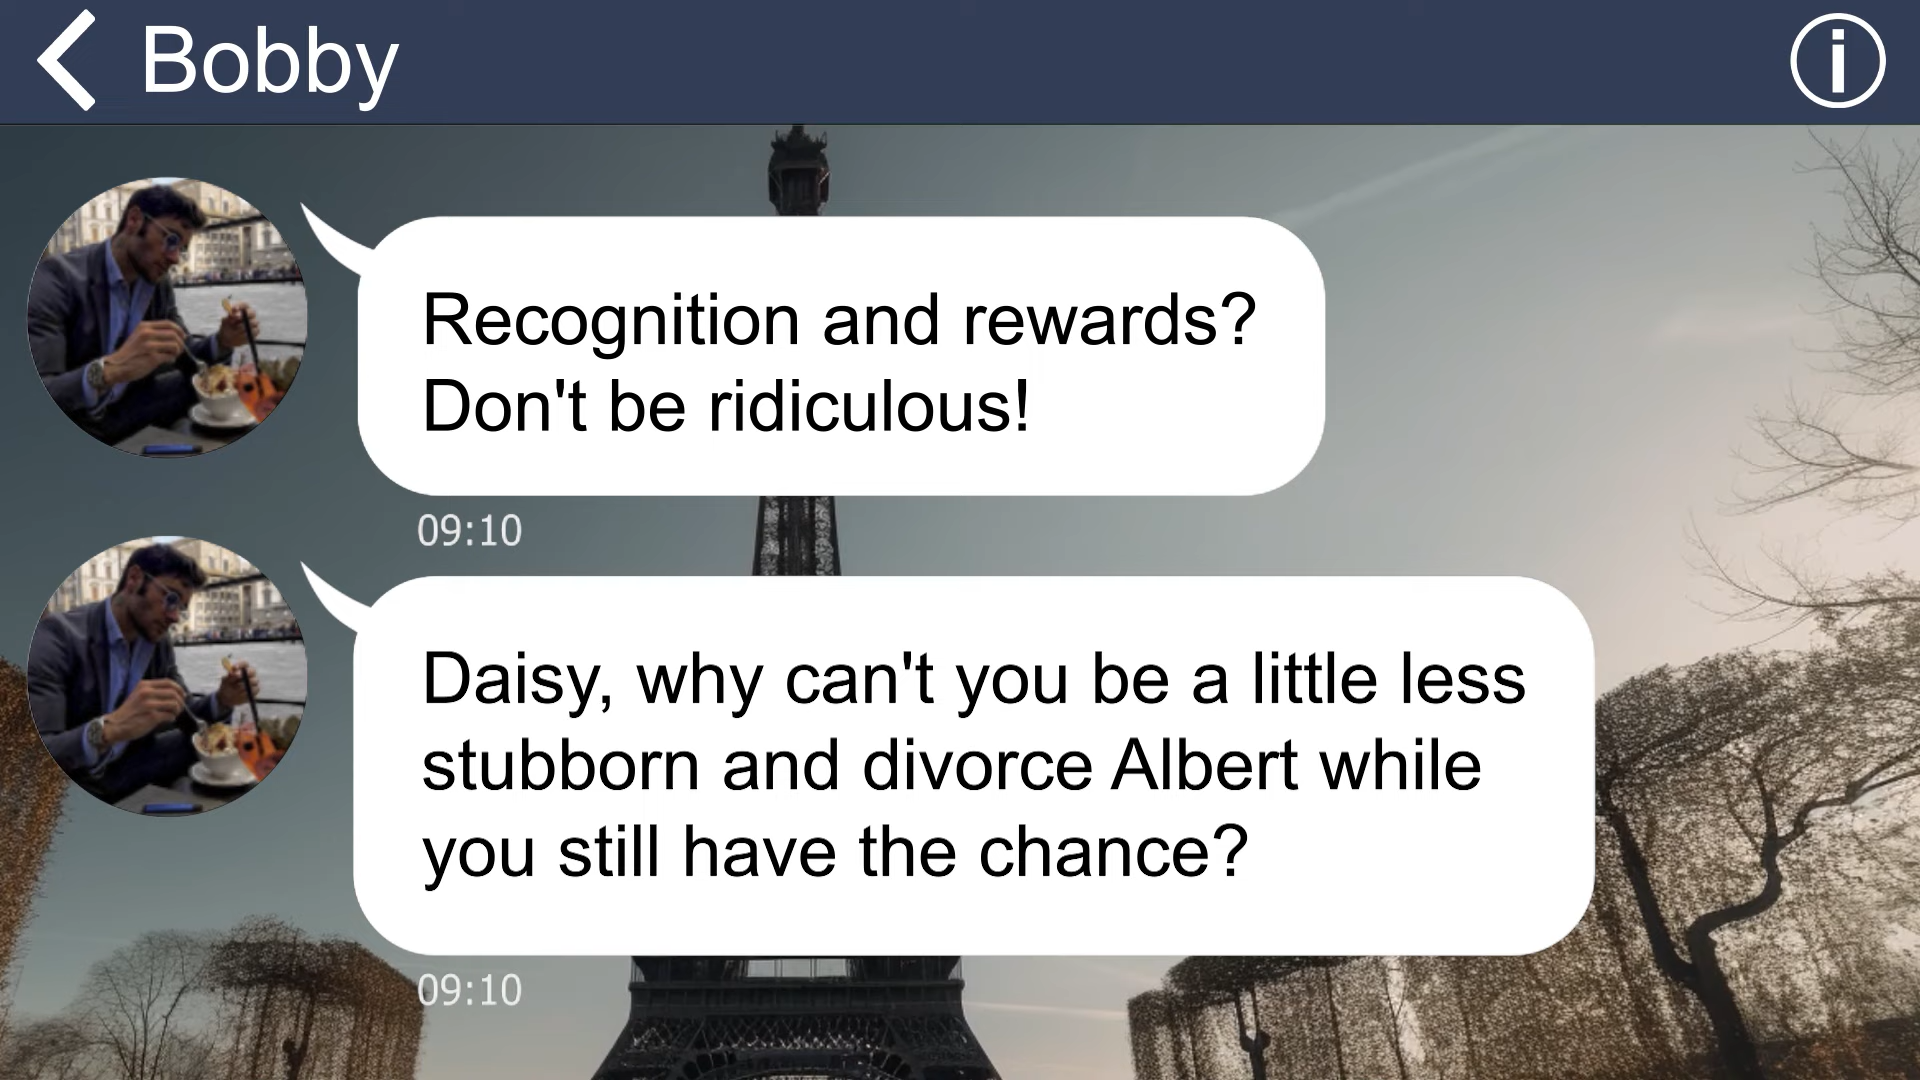 Bobby
Recognition and rewards?
Don't be ridiculous!
09:10
Daisy, why can't you be a little less
stubborn and divorce Albert while
you still have the chance?
09:10